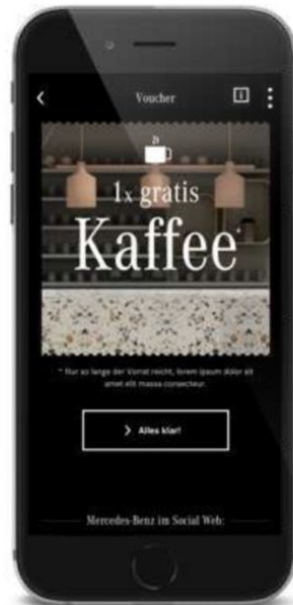 Voucher
1x gratis
Kaffee*
* Nur so lange der Vorrat reicht, lorem ipsum dolor sit
amet elit massa consecteur.
Alles klar!
Mercedes-Benz im Social Web: